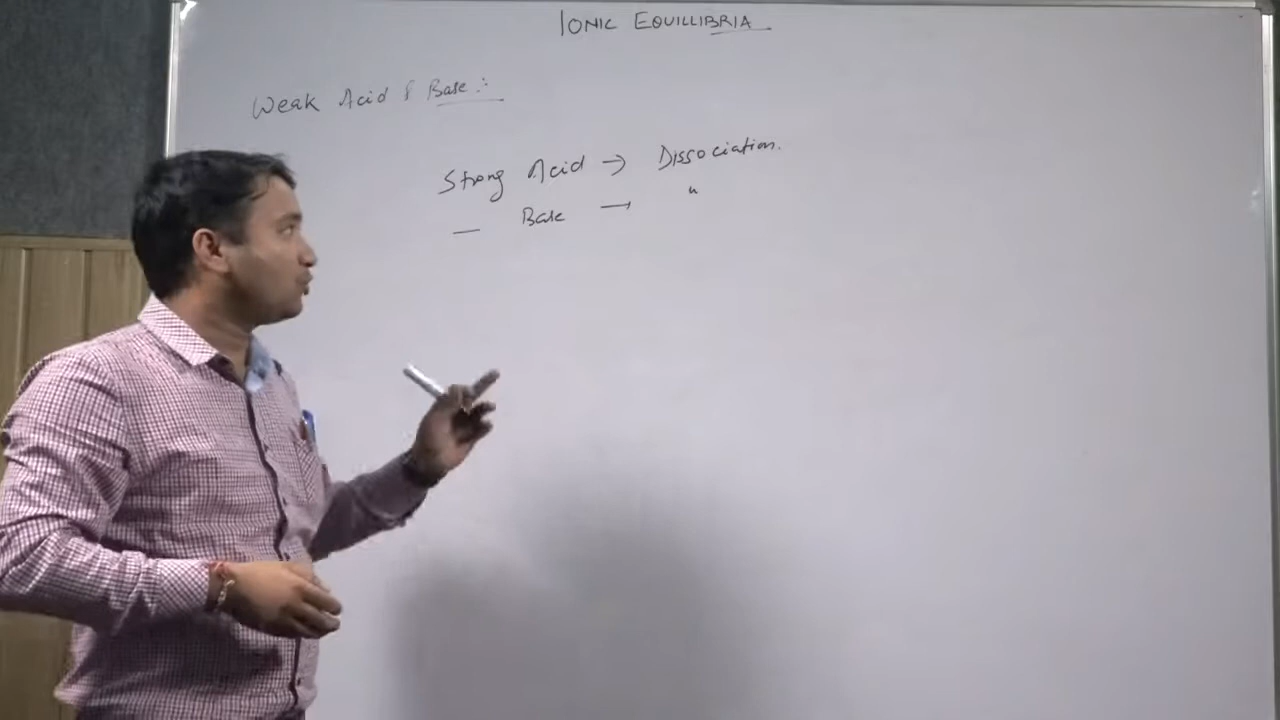 IONIC EQUILLIBRIA
Weak Acid & Base :-
Strong Acid → Dissociation.
— Base → "